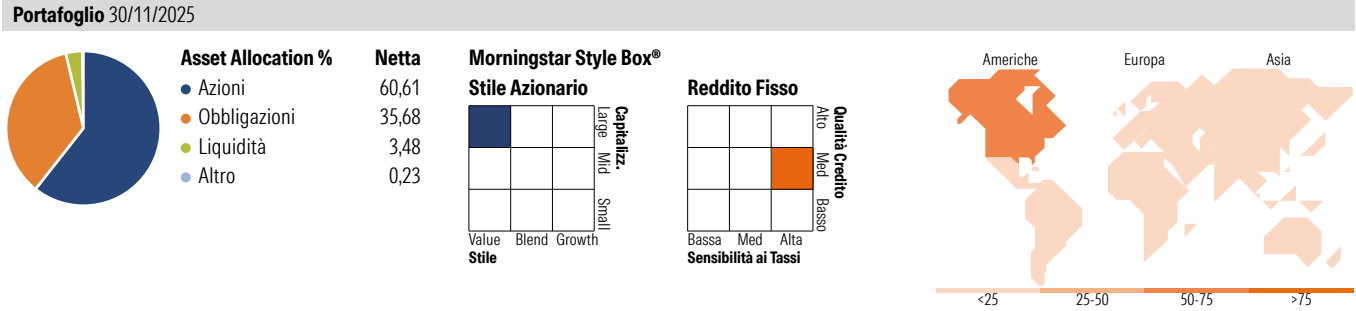 Portafoglio 30/11/2025
Asset Allocation % Netta
Azioni 60,61
Obbligazioni 35,68
Liquidità 3,48
Altro 0,23
Morningstar Style Box®
Stile Azionario
Large Mid Small
Capitalizz.
Value Blend Growth
Stile
Reddito Fisso
Alto Med Basso
Qualità Credito
Bassa Med Alta
Sensibilità ai Tassi
Americhe Europa Asia
<25 25-50 50-75 >75